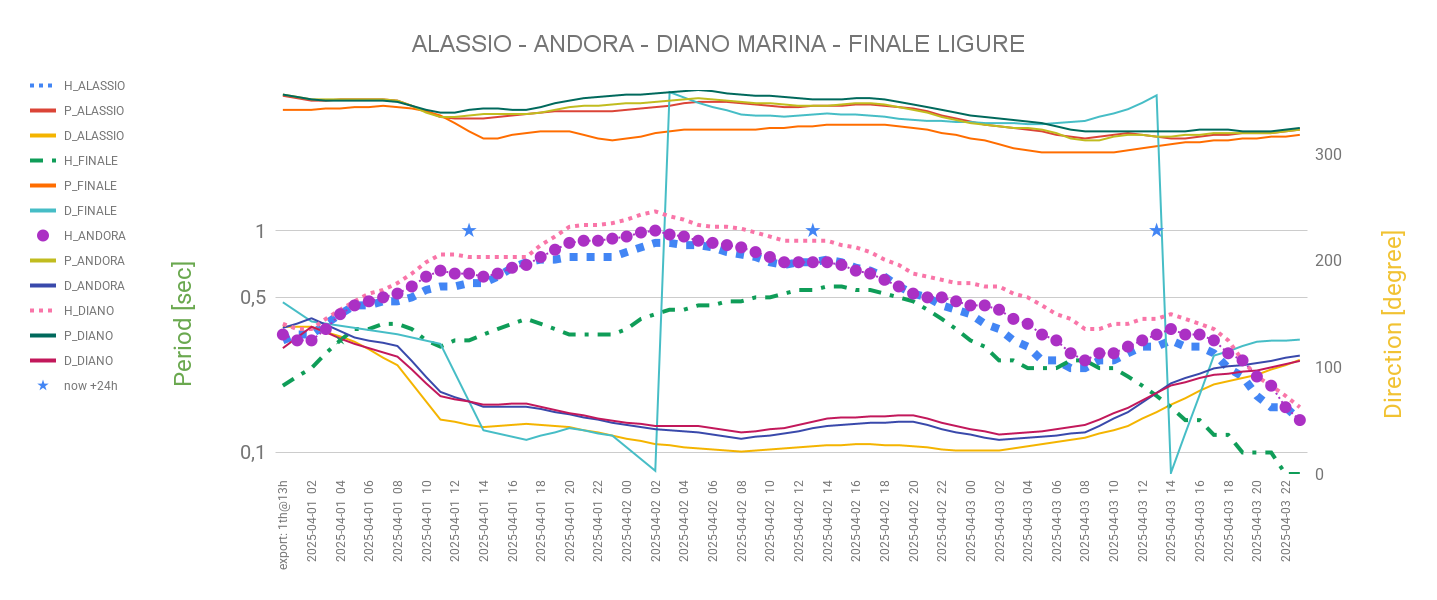 ALASSIO - ANDORA - DIANO MARINA - FINALE LIGURE
H_ALASSIO
P_ALASSIO
D_ALASSIO
H_FINALE
P_FINALE
D_FINALE
H_ANDORA
P_ANDORA
D_ANDORA
H_DIANO
P_DIANO
D_DIANO
now +24h
Period [sec]
1
0,5
0,1
300
200
100
0
Direction [degree]
export: 1th@13h
2025-04-01 02
2025-04-01 04
2025-04-01 06
2025-04-01 08
2025-04-01 10
2025-04-01 12
2025-04-01 14
2025-04-01 16
2025-04-01 18
2025-04-01 20
2025-04-01 22
2025-04-02 00
2025-04-02 02
2025-04-02 04
2025-04-02 06
2025-04-02 08
2025-04-02 10
2025-04-02 12
2025-04-02 14
2025-04-02 16
2025-04-02 18
2025-04-02 20
2025-04-02 22
2025-04-03 00
2025-04-03 02
2025-04-03 04
2025-04-03 06
2025-04-03 08
2025-04-03 10
2025-04-03 12
2025-04-03 14
2025-04-03 16
2025-04-03 18
2025-04-03 20
2025-04-03 22